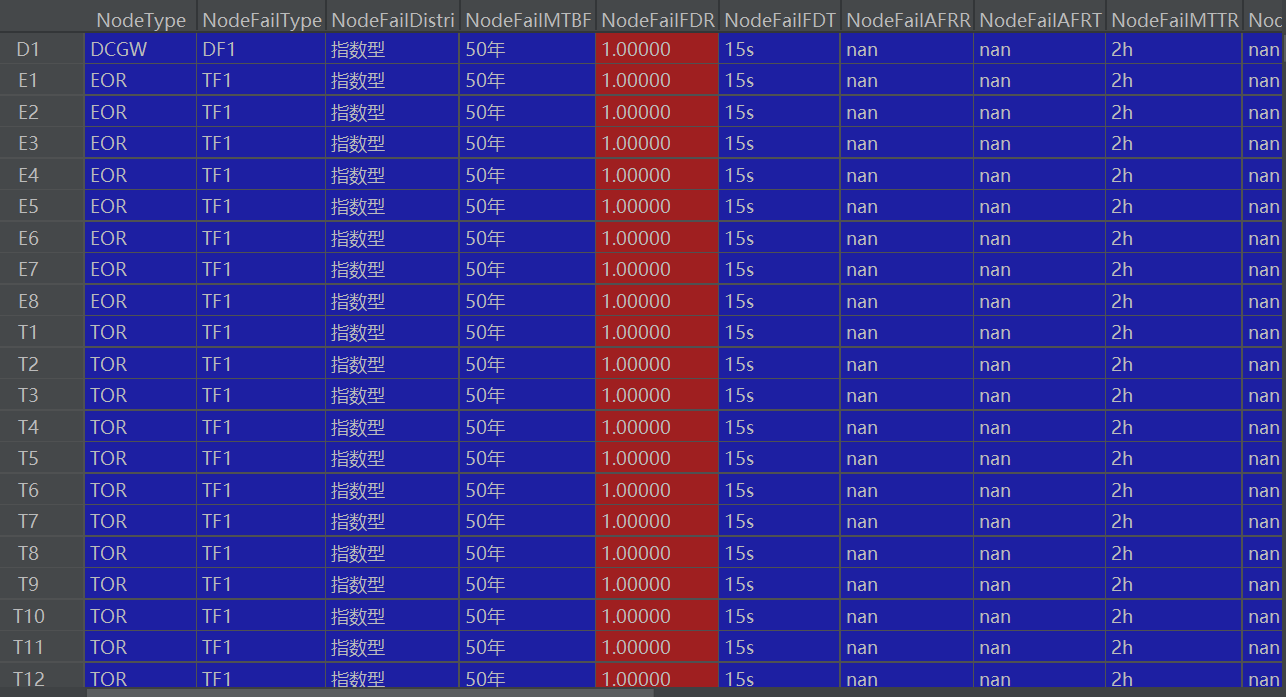 NodeType NodeFailType NodeFailDistri NodeFailMTBF NodeFailFDR NodeFailFDT NodeFailAFRR NodeFailAFRT NodeFailMTTR Noc
D1 DCGW DF1 指数型 50年 1.00000 15s nan nan 2h nan
E1 EOR TF1 指数型 50年 1.00000 15s nan nan 2h nan
E2 EOR TF1 指数型 50年 1.00000 15s nan nan 2h nan
E3 EOR TF1 指数型 50年 1.00000 15s nan nan 2h nan
E4 EOR TF1 指数型 50年 1.00000 15s nan nan 2h nan
E5 EOR TF1 指数型 50年 1.00000 15s nan nan 2h nan
E6 EOR TF1 指数型 50年 1.00000 15s nan nan 2h nan
E7 EOR TF1 指数型 50年 1.00000 15s nan nan 2h nan
E8 EOR TF1 指数型 50年 1.00000 15s nan nan 2h nan
T1 TOR TF1 指数型 50年 1.00000 15s nan nan 2h nan
T2 TOR TF1 指数型 50年 1.00000 15s nan nan 2h nan
T3 TOR TF1 指数型 50年 1.00000 15s nan nan 2h nan
T4 TOR TF1 指数型 50年 1.00000 15s nan nan 2h nan
T5 TOR TF1 指数型 50年 1.00000 15s nan nan 2h nan
T6 TOR TF1 指数型 50年 1.00000 15s nan nan 2h nan
T7 TOR TF1 指数型 50年 1.00000 15s nan nan 2h nan
T8 TOR TF1 指数型 50年 1.00000 15s nan nan 2h nan
T9 TOR TF1 指数型 50年 1.00000 15s nan nan 2h nan
T10 TOR TF1 指数型 50年 1.00000 15s nan nan 2h nan
T11 TOR TF1 指数型 50年 1.00000 15s nan nan 2h nan
T12 TOR TF1 指数型 50年 1.00000 15s nan nan 2h nan